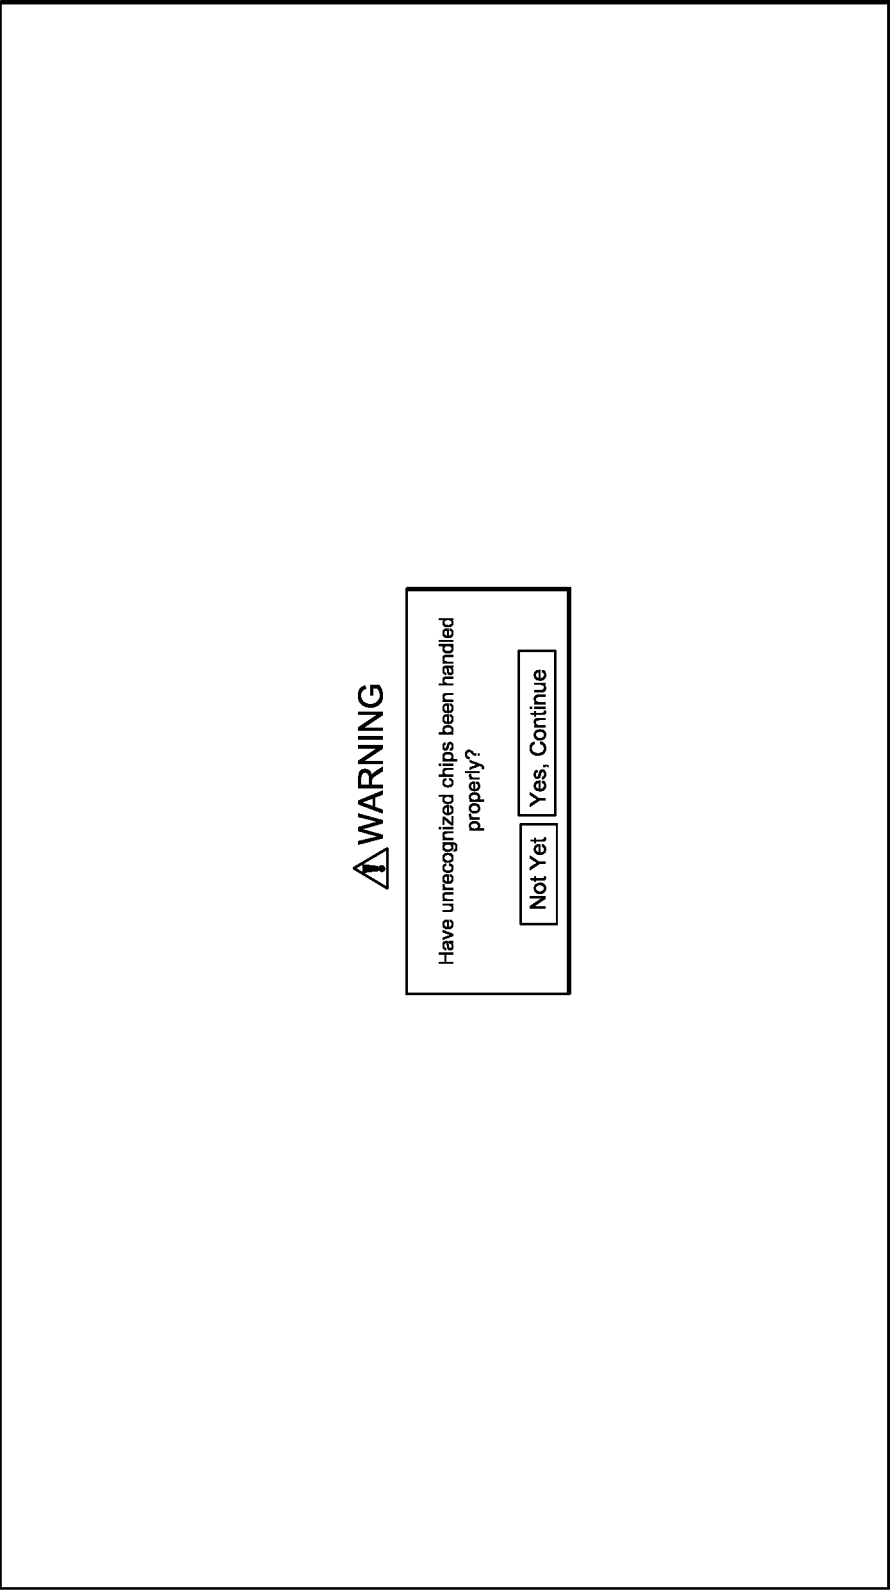 WARNING
Have unrecognized chips been handled
properly?
Not Yet
Yes, Continue